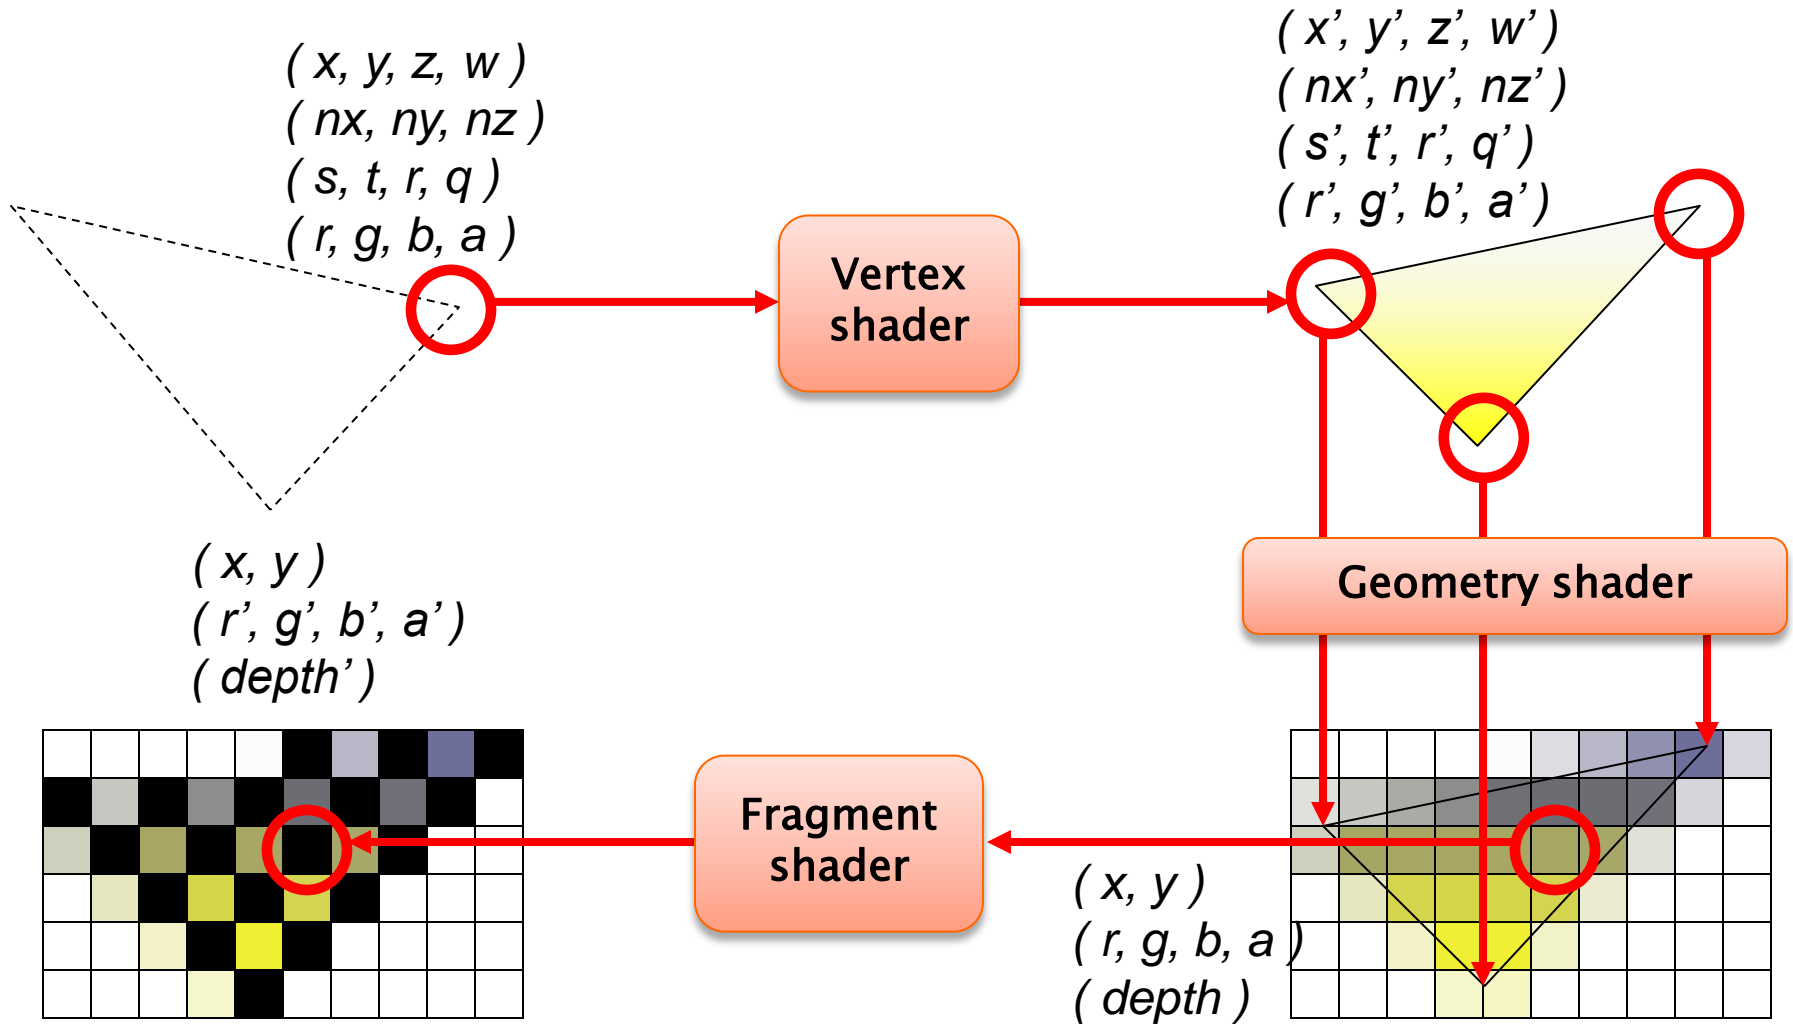 ( x, y, z, w )
( nx, ny, nz )
( s, t, r, q )
( r, g, b, a )
Vertex
shader
( x’, y’, z’, w’ )
( nx’, ny’, nz’ )
( s’, t’, r’, q’ )
( r’, g’, b’, a’ )
Geometry shader
( x, y )
( r, g, b, a )
( depth )
Fragment
shader
( x, y )
( r’, g’, b’, a’ )
( depth’ )